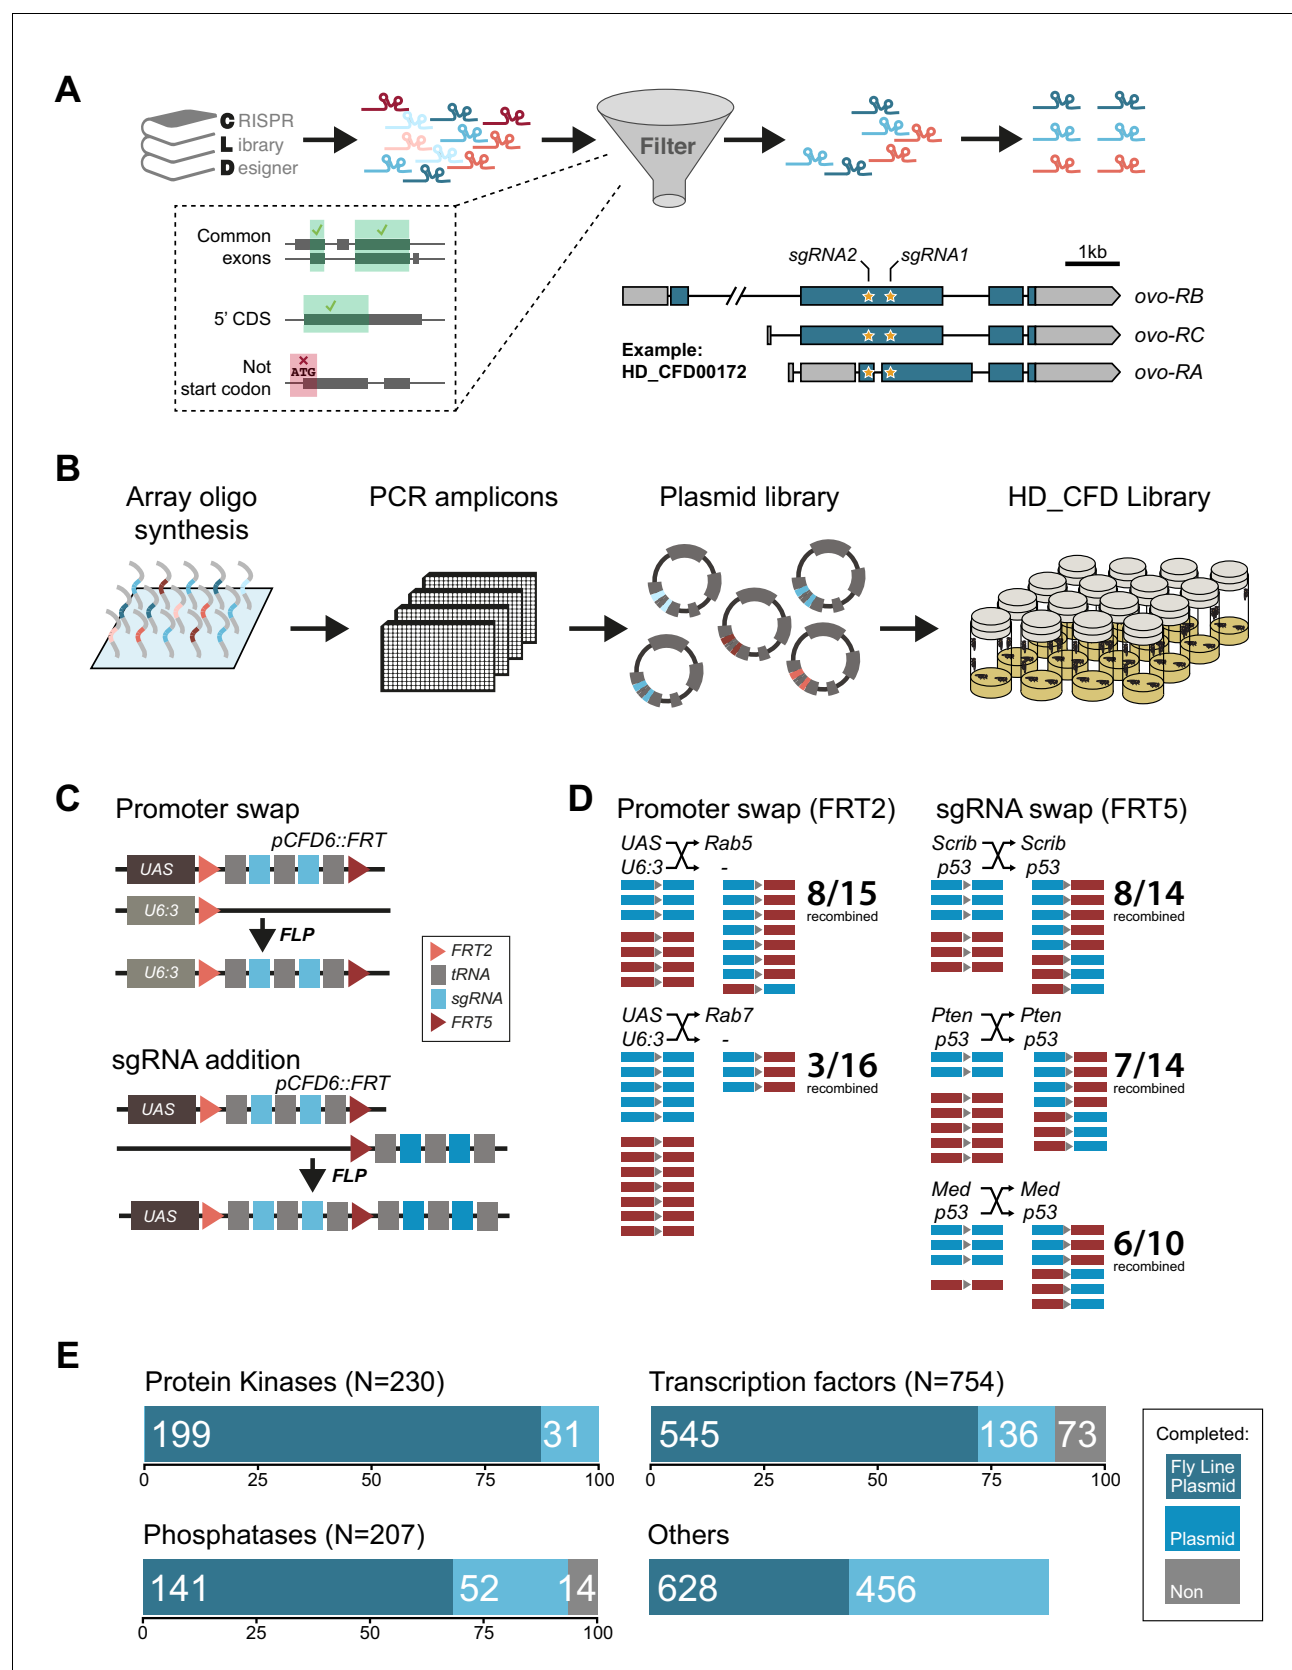 A
CRISPR
Library
Designer
Filter
Common
exons
5' CDS
Not
start codon
ATG
sgRNA2
sgRNA1
1kb
ovo-RB
ovo-RC
ovo-RA
Example:
HD_CFD00172
B
Array oligo
synthesis
PCR amplicons
Plasmid library
HD_CFD Library
C
Promoter swap
pCFD6::FRT
UAS
U6:3
FLP
U6:3
FRT2
tRNA
sgRNA
FRT5
sgRNA addition
pCFD6::FRT
UAS
FLP
UAS
D
Promoter swap (FRT2)
UAS Rab5
U6:3 -
8/15
recombined
UAS Rab7
U6:3 -
3/16
recombined
sgRNA swap (FRT5)
Scrib Scrib
p53 p53
8/14
recombined
Pten Pten
p53 p53
7/14
recombined
Med Med
p53 p53
6/10
recombined
E
Protein Kinases (N=230)
199 31
0 25 50 75 100
Transcription factors (N=754)
545 136 73
0 25 50 75 100
Phosphatases (N=207)
141 52 14
0 25 50 75 100
Others
628 456
Completed:
Fly Line
Plasmid
Plasmid
Non